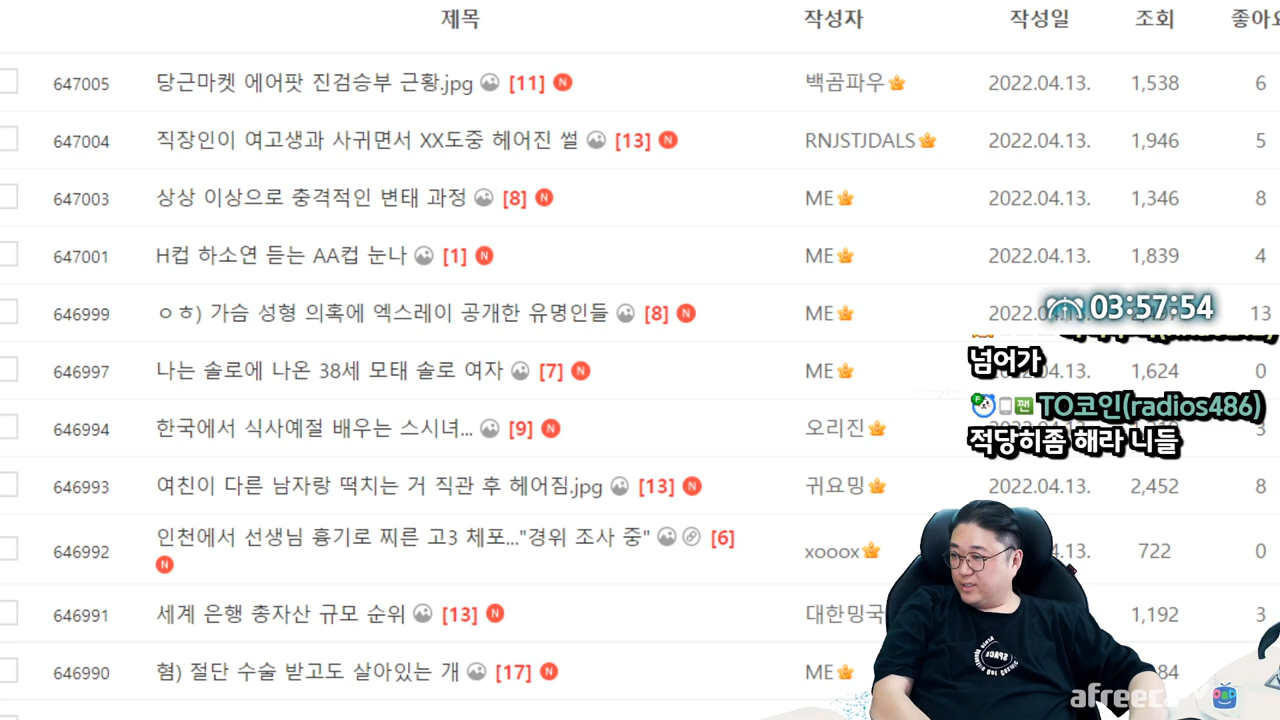 제목 작성자 작성일 조회 좋아요
647005 당근마켓 에어팟 진검승부 근황.jpg [11] N 백곰파우 2022.04.13. 1,538 6
647004 직장인이 여고생과 사귀면서 XX도중 헤어진 썰 [13] N RNJSTJDALS 2022.04.13. 1,946 5
647003 상상 이상으로 충격적인 변태 과정 [8] N ME 2022.04.13. 1,346 8
647001 H컵 하소연 듣는 AA컵 눈나 [1] N ME 2022.04.13. 1,839 4
646999 ㅇㅎ) 가슴 성형 의혹에 엑스레이 공개한 유명인들 [8] N ME 13
03:57:54
646997 나는 솔로에 나온 38세 모태 솔로 여자 [7] N ME 1,624 0
넘어가
TO코인(radios486)
646994 한국에서 식사예절 배우는 스시녀... [9] N 오리진 3
적당히좀 해라 니들
646993 여친이 다른 남자랑 떡치는 거 직관 후 헤어짐.jpg [13] N 귀요밍 2022.04.13. 2,452 8
646992 인천에서 선생님 흉기로 찌른 고3 체포..."경위 조사 중" [6]
N xooox 722 0
646991 세계 은행 총자산 규모 순위 [13] N 대한밍국 1,192 3
646990 혐) 절단 수술 받고도 살아있는 개 [17] N ME
SPACE
afreeca